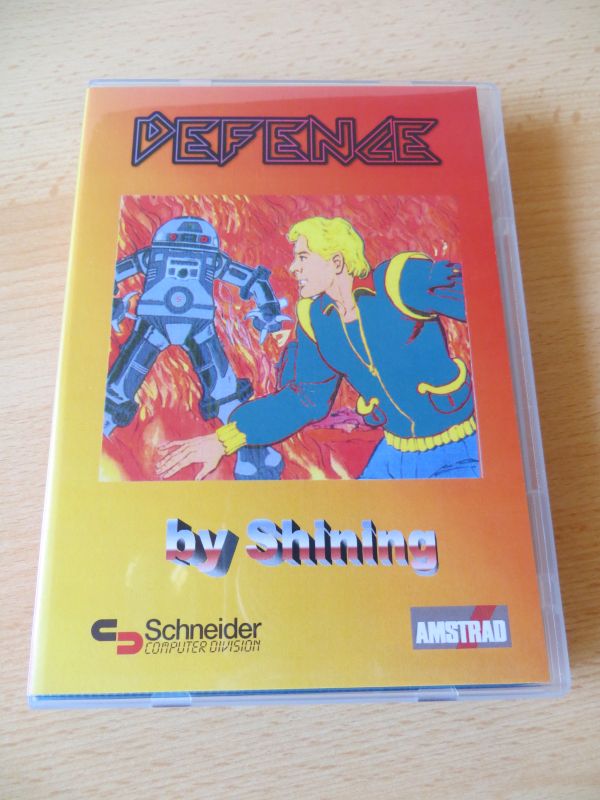 DEFENCE
by Shining
Schneider
COMPUTER DIVISION
AMSTRAD